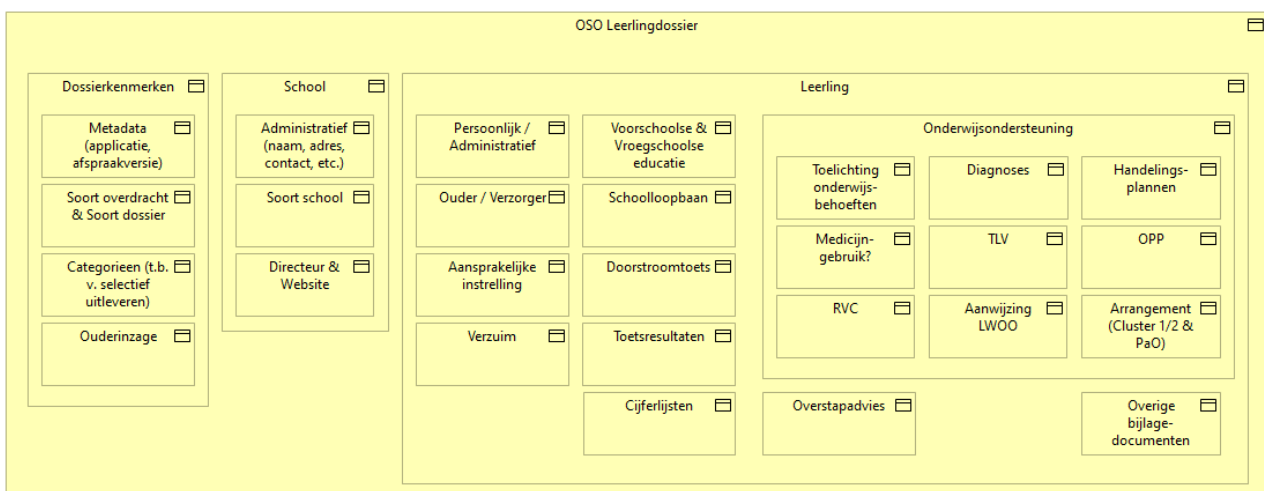 OSO Leerlingdossier
Dossierkenmerken
Metadata
(applicatie,
afspraakversie)
Soort overdracht
& Soort dossier
Categorieen (t.b.
v. selectief
uitleveren)
Ouderinzage
School
Administratief
(naam, adres,
contact, etc.)
Soort school
Directeur &
Website
Leerling
Persoonlijk /
Administratief
Ouder / Verzorger
Aansprakelijke
instrelling
Verzuim
Voorschoolse &
Vroegschoolse
educatie
Schoolloopbaan
Doorstroomtoets
Toetsresultaten
Cijferlijsten
Onderwijsondersteuning
Toelichting
onderwijs-
behoeften
Diagnoses
Handelings-
plannen
Medicijn-
gebruik?
TLV
OPP
RVC
Aanwijzing
LWOO
Arrangement
(Cluster 1/2 &
PaO)
Overstapadvies
Overige
bijlage-
documenten